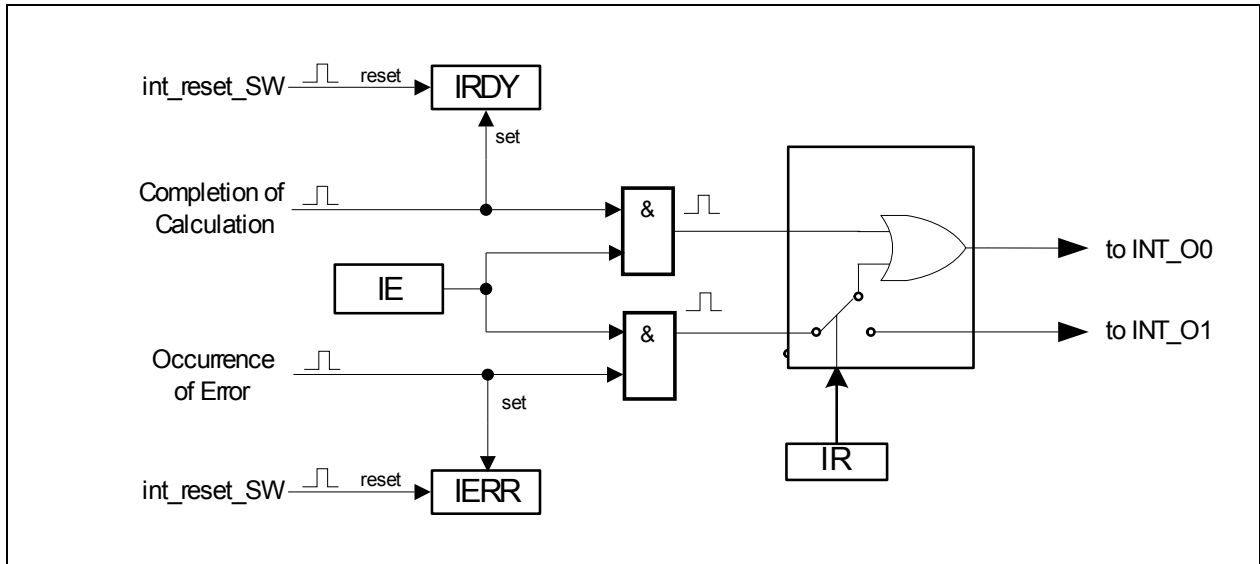 int_reset_SW
reset
IRDY
set
Completion of
Calculation
&
to INT_O0
IE
&
to INT_O1
Occurrence
of Error
set
IR
int_reset_SW
reset
IERR